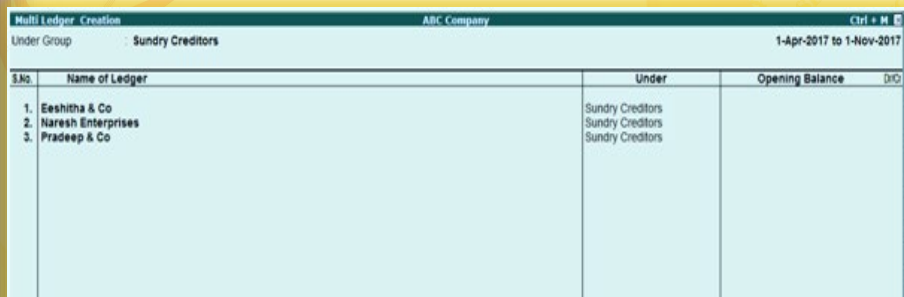 Multi Ledger Creation ABC Company Ctrl + M
Under Group : Sundry Creditors 1-Apr-2017 to 1-Nov-2017
S.No. Name of Ledger Under Opening Balance
1. Eeshitha & Co Sundry Creditors
2. Naresh Enterprises Sundry Creditors
3. Pradeep & Co Sundry Creditors